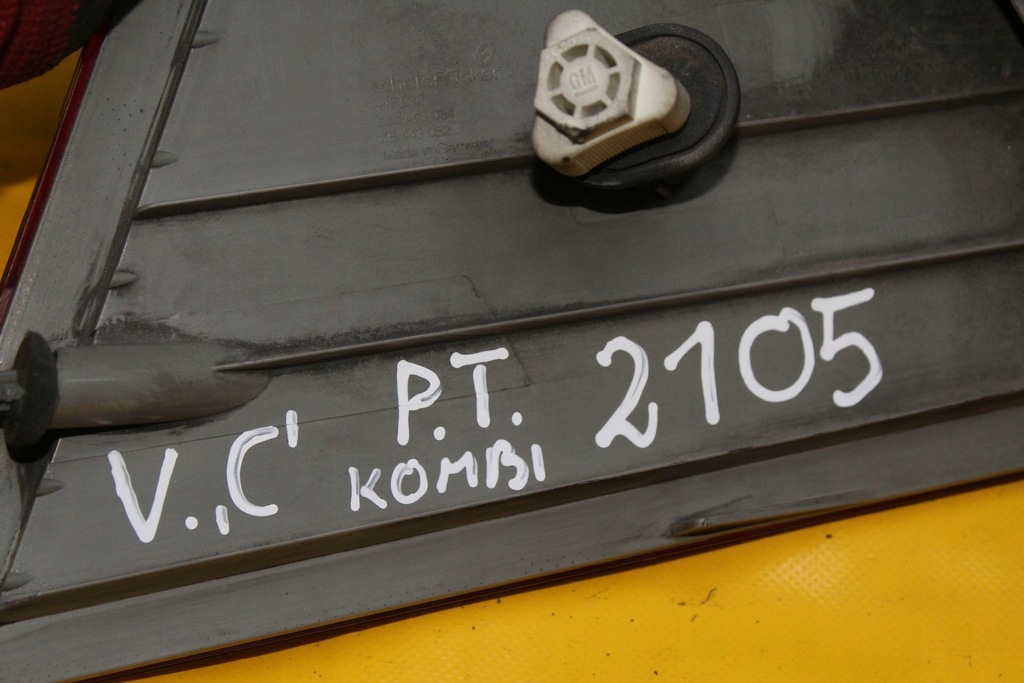 GM
Made in Germany
P.T.
V.,C' KOMBI 2105